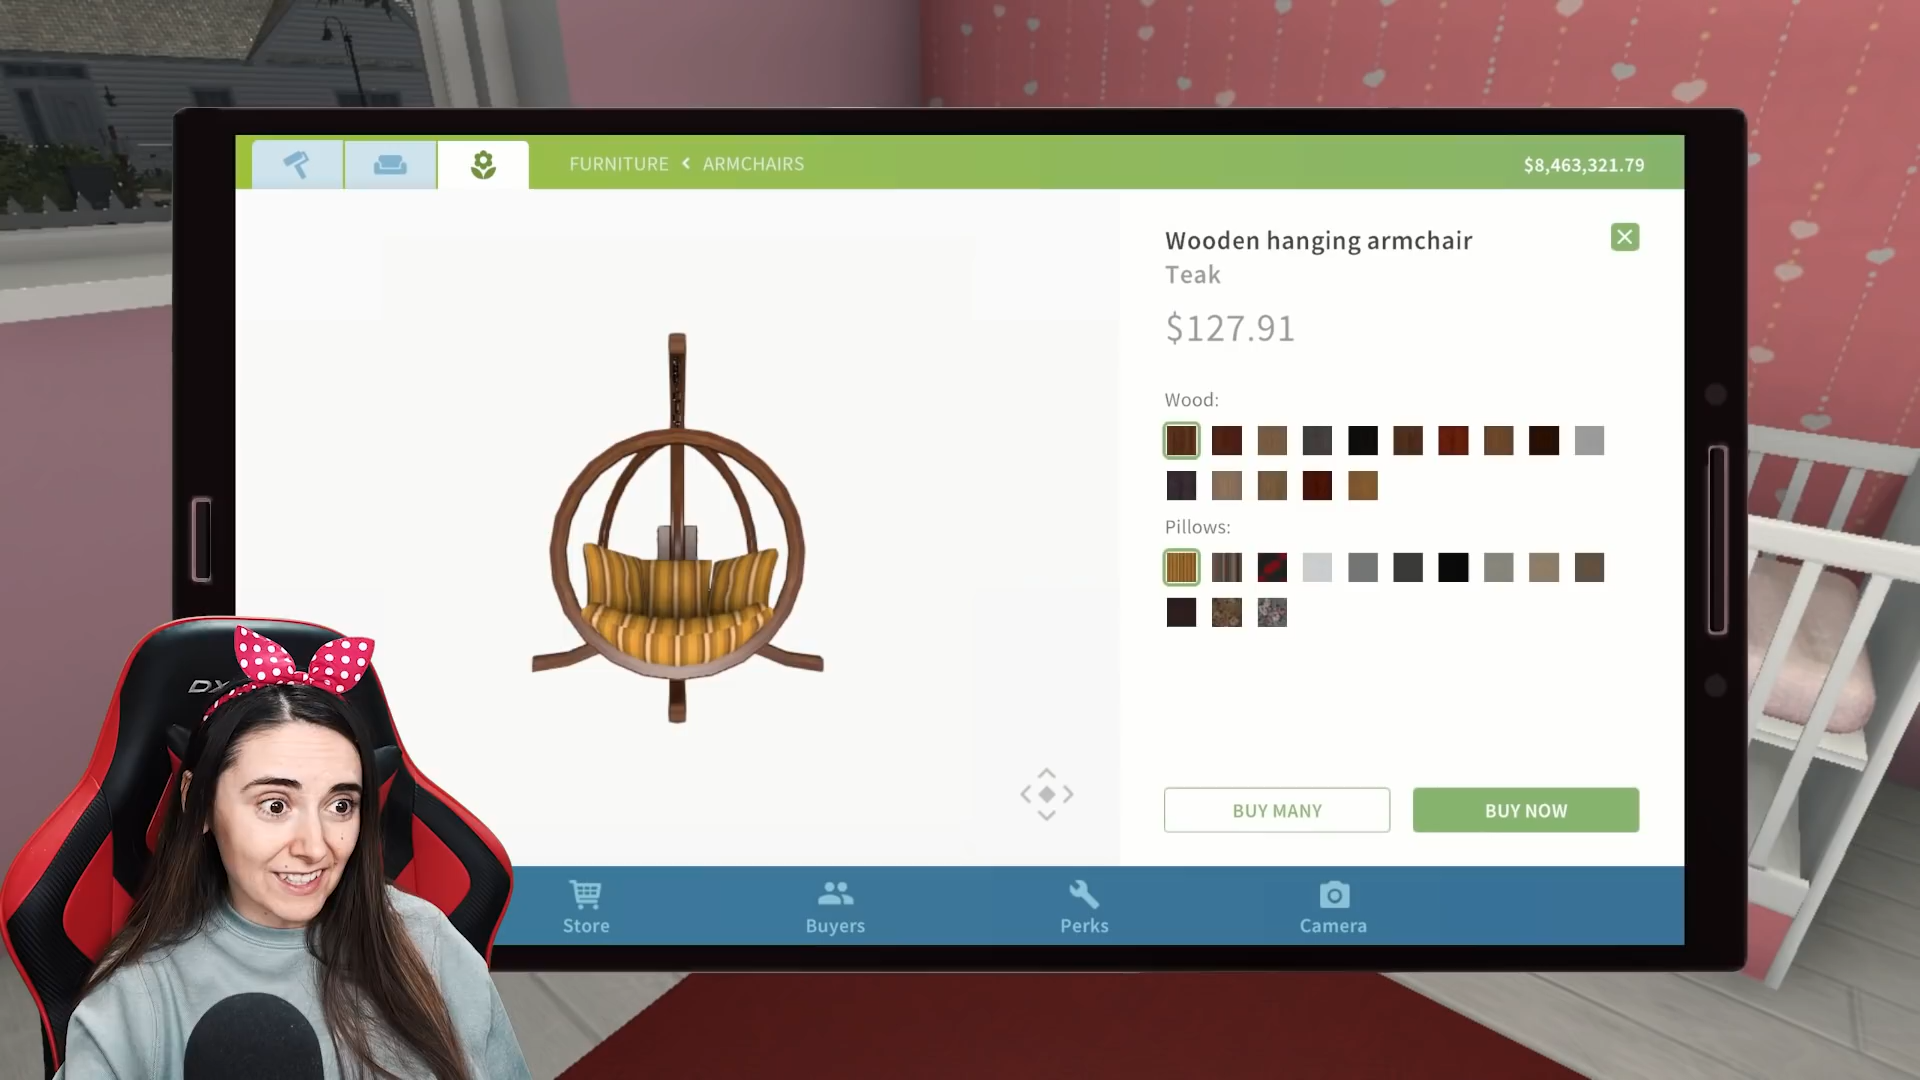 FURNITURE < ARMCHAIRS
$8,463,321.79
Wooden hanging armchair
Teak
$127.91
Wood:
Pillows:
BUY MANY
BUY NOW
DX
Store
Buyers
Perks
Camera